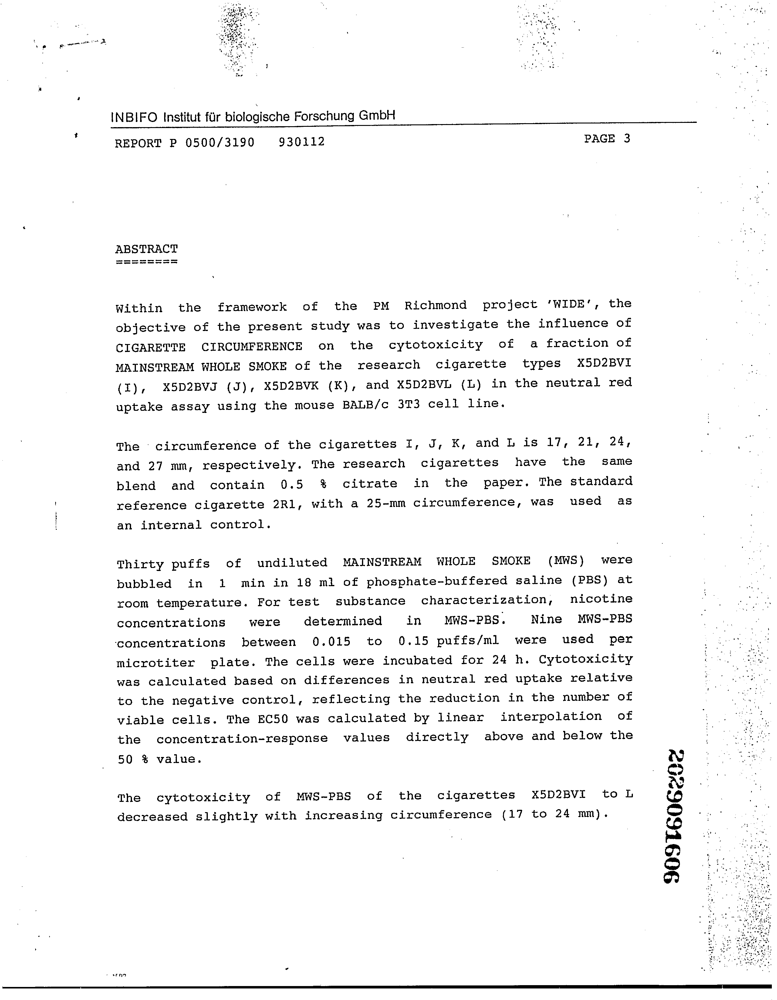 INBIFO Institut für biologische Forschung GmbH
REPORT P 0500/3190 930112 PAGE 3
ABSTRACT
========
Within the framework of the PM Richmond project 'WIDE', the
objective of the present study was to investigate the influence of
CIGARETTE CIRCUMFERENCE on the cytotoxicity of a fraction of
MAINSTREAM WHOLE SMOKE of the research cigarette types X5D2BVI
(I), X5D2BVJ (J), X5D2BVK (K), and X5D2BVL (L) in the neutral red
uptake assay using the mouse BALB/c 3T3 cell line.
The circumference of the cigarettes I, J, K, and L is 17, 21, 24,
and 27 mm, respectively. The research cigarettes have the same
blend and contain 0.5 % citrate in the paper. The standard
reference cigarette 2R1, with a 25-mm circumference, was used as
an internal control.
Thirty puffs of undiluted MAINSTREAM WHOLE SMOKE (MWS) were
bubbled in 1 min in 18 ml of phosphate-buffered saline (PBS) at
room temperature. For test substance characterization, nicotine
concentrations were determined in MWS-PBS. Nine MWS-PBS
concentrations between 0.015 to 0.15 puffs/ml were used per
microtiter plate. The cells were incubated for 24 h. Cytotoxicity
was calculated based on differences in neutral red uptake relative
to the negative control, reflecting the reduction in the number of
viable cells. The EC50 was calculated by linear interpolation of
the concentration-response values directly above and below the
50 % value.
The cytotoxicity of MWS-PBS of the cigarettes X5D2BVI to L
decreased slightly with increasing circumference (17 to 24 mm).
2029091606